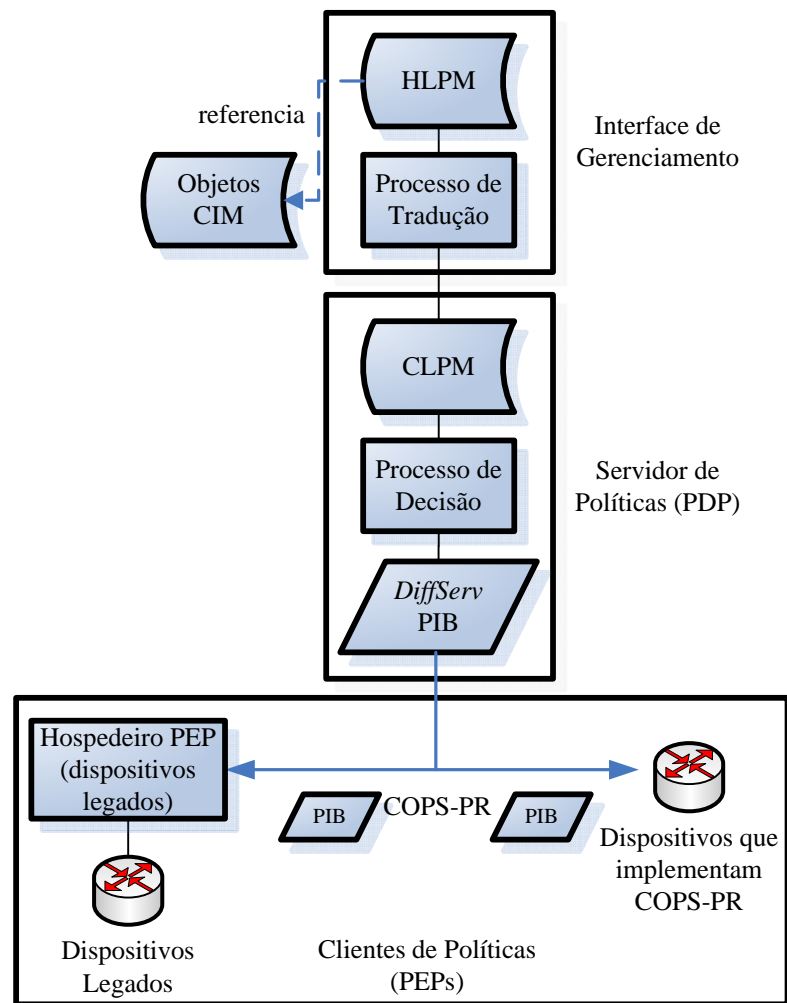 HLPM
referencia
Interface de
Gerenciamento
Objetos
CIM
Processo de
Tradução
CLPM
Processo de
Decisão
Servidor de
Políticas (PDP)
DiffServ
PIB
Hospedeiro PEP
(dispositivos
legados)
PIB
COPS-PR
PIB
Dispositivos que
implementam
COPS-PR
Dispositivos
Legados
Clientes de Políticas
(PEPs)